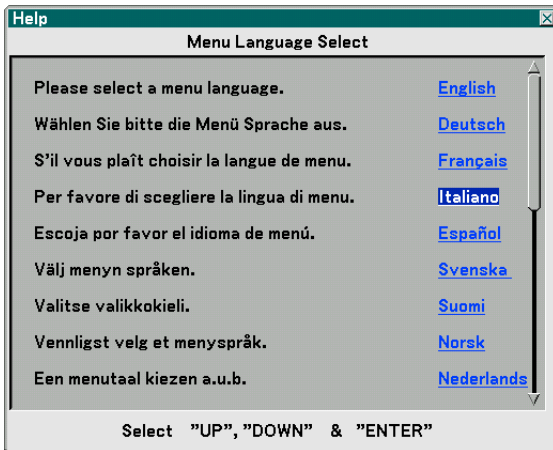 Help
Menu Language Select
Please select a menu language. English
Wählen Sie bitte die Menü Sprache aus. Deutsch
S'il vous plaît choisir la langue de menu. Français
Per favore di scegliere la lingua di menu. Italiano
Escoja por favor el idioma de menú. Español
Välj menyn språken. Svenska
Valitse valikkokieli. Suomi
Vennligst velg et menyspråk. Norsk
Een menutaal kiezen a.u.b. Nederlands
Select "UP", "DOWN" & "ENTER"